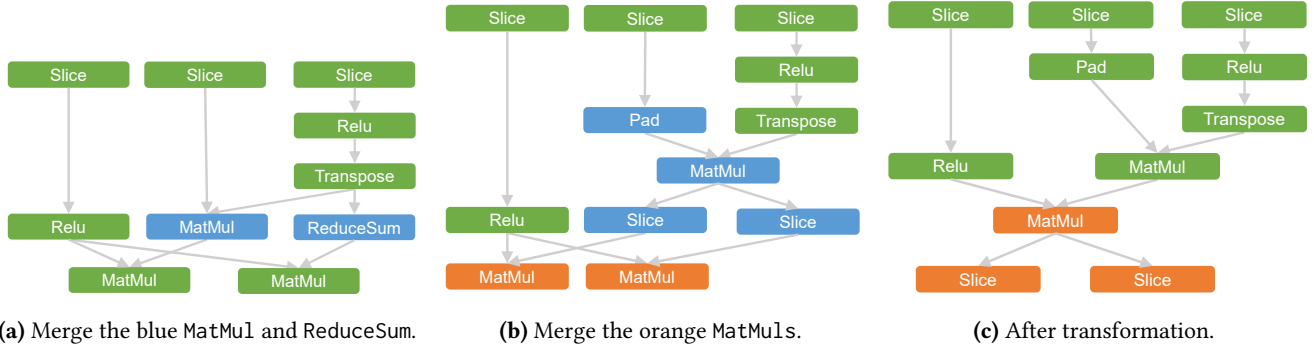 Slice
Slice
Slice
Relu
Transpose
Relu
MatMul
ReduceSum
MatMul
MatMul
(a) Merge the blue MatMul and ReduceSum.
Slice
Slice
Slice
Relu
Pad
Transpose
MatMul
Relu
Slice
Slice
MatMul
MatMul
(b) Merge the orange MatMuls.
Slice
Slice
Slice
Pad
Relu
Transpose
Relu
MatMul
MatMul
Slice
Slice
(c) After transformation.